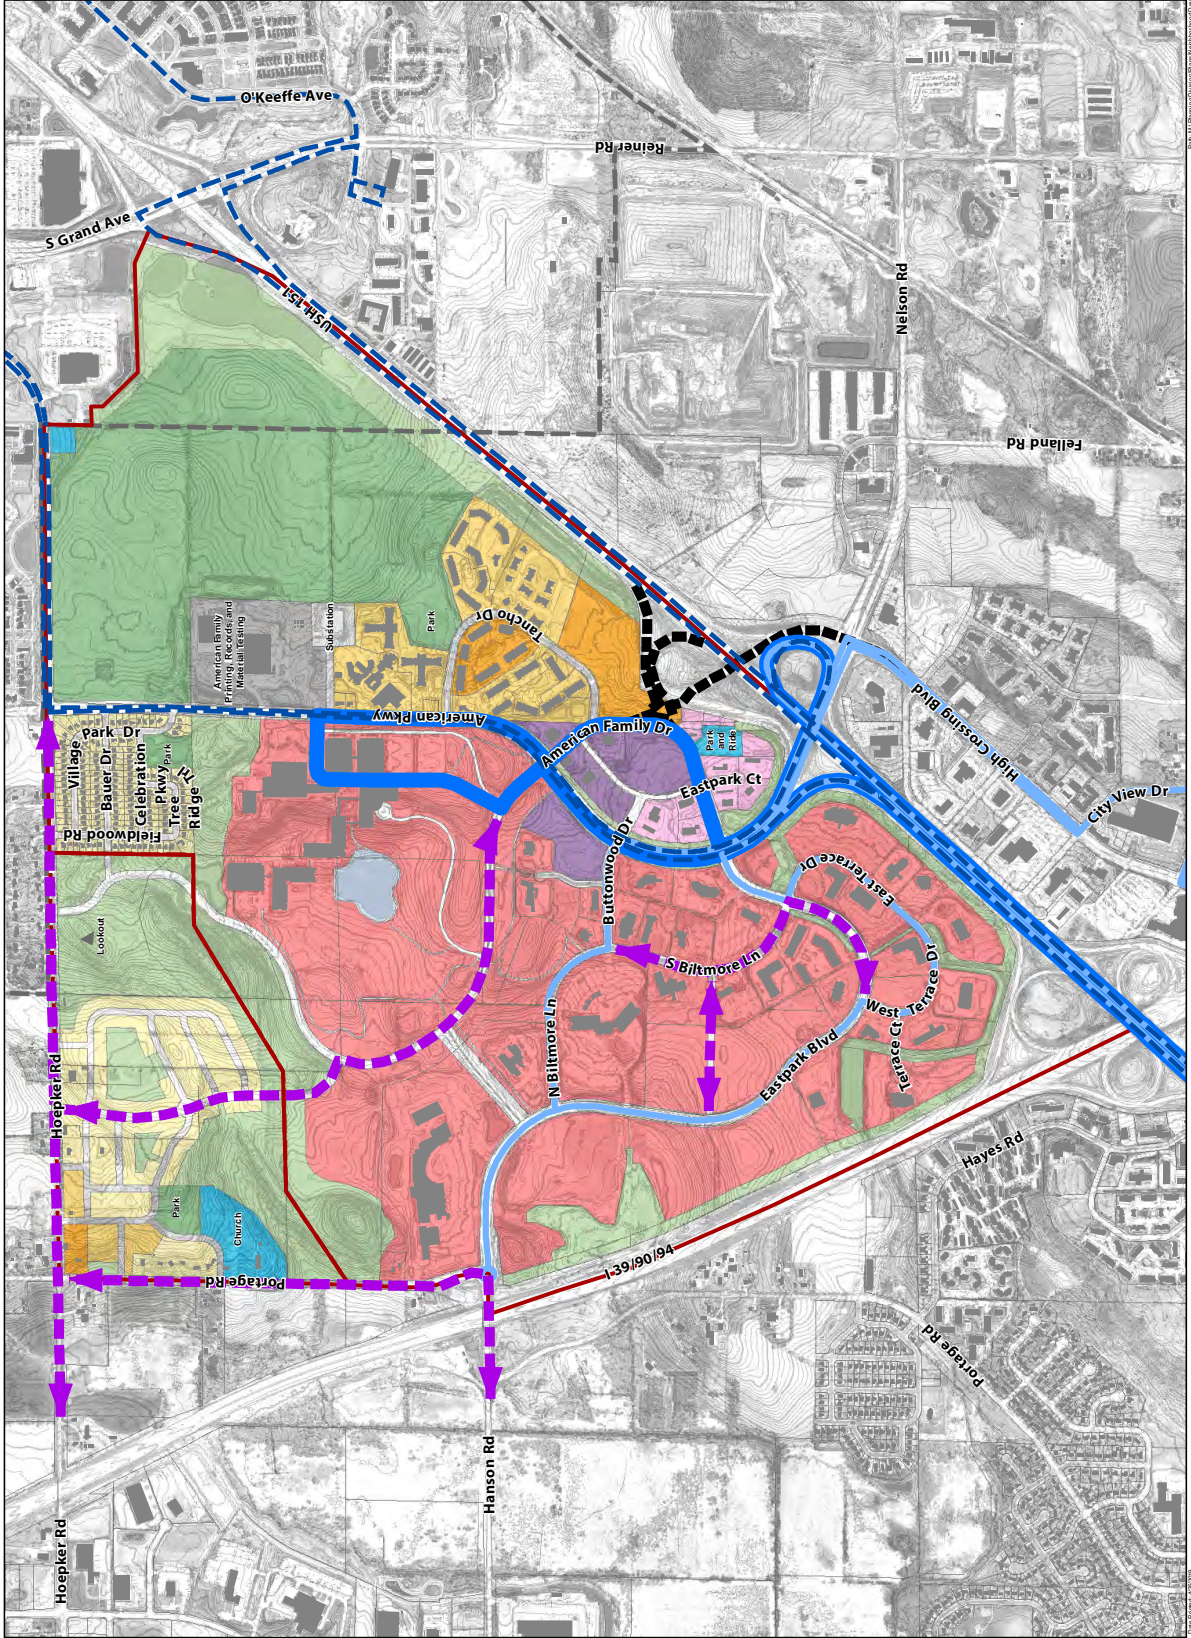 O'Keeffe Ave
Reiner Rd
S Grand Ave
USH 151
Nelson Rd
Felland Rd
American Family
Printing, Records, and
Material Testing
Substation
Park
Tancho Dr
American Pkwy
American Family Dr
Park
and
Ride
Eastpark Ct
High Crossing Blvd
City View Dr
Village
Park Dr
Bauer Dr
Celebration
Pkwy
Park
Tree
Ridge Trl
Fieldwood Rd
Buttonwood Dr
East Terrace Dr
Lookout
S Biltmore Ln
West Terrace Dr
Terrace Ct
N Biltmore Ln
Eastpark Blvd
Hoepker Rd
Hayes Rd
Park
Church
Portage Rd
I 39/90/94
Portage Rd
Hanson Rd
Hoepker Rd